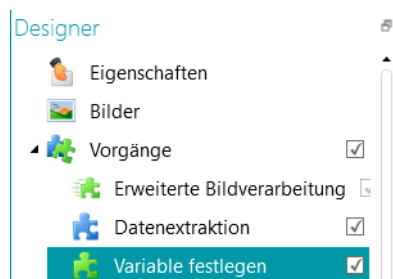 Designer
Eigenschaften
Bilder
Vorgänge
Erweiterte Bildverarbeitung
Datenextraktion
Variable festlegen